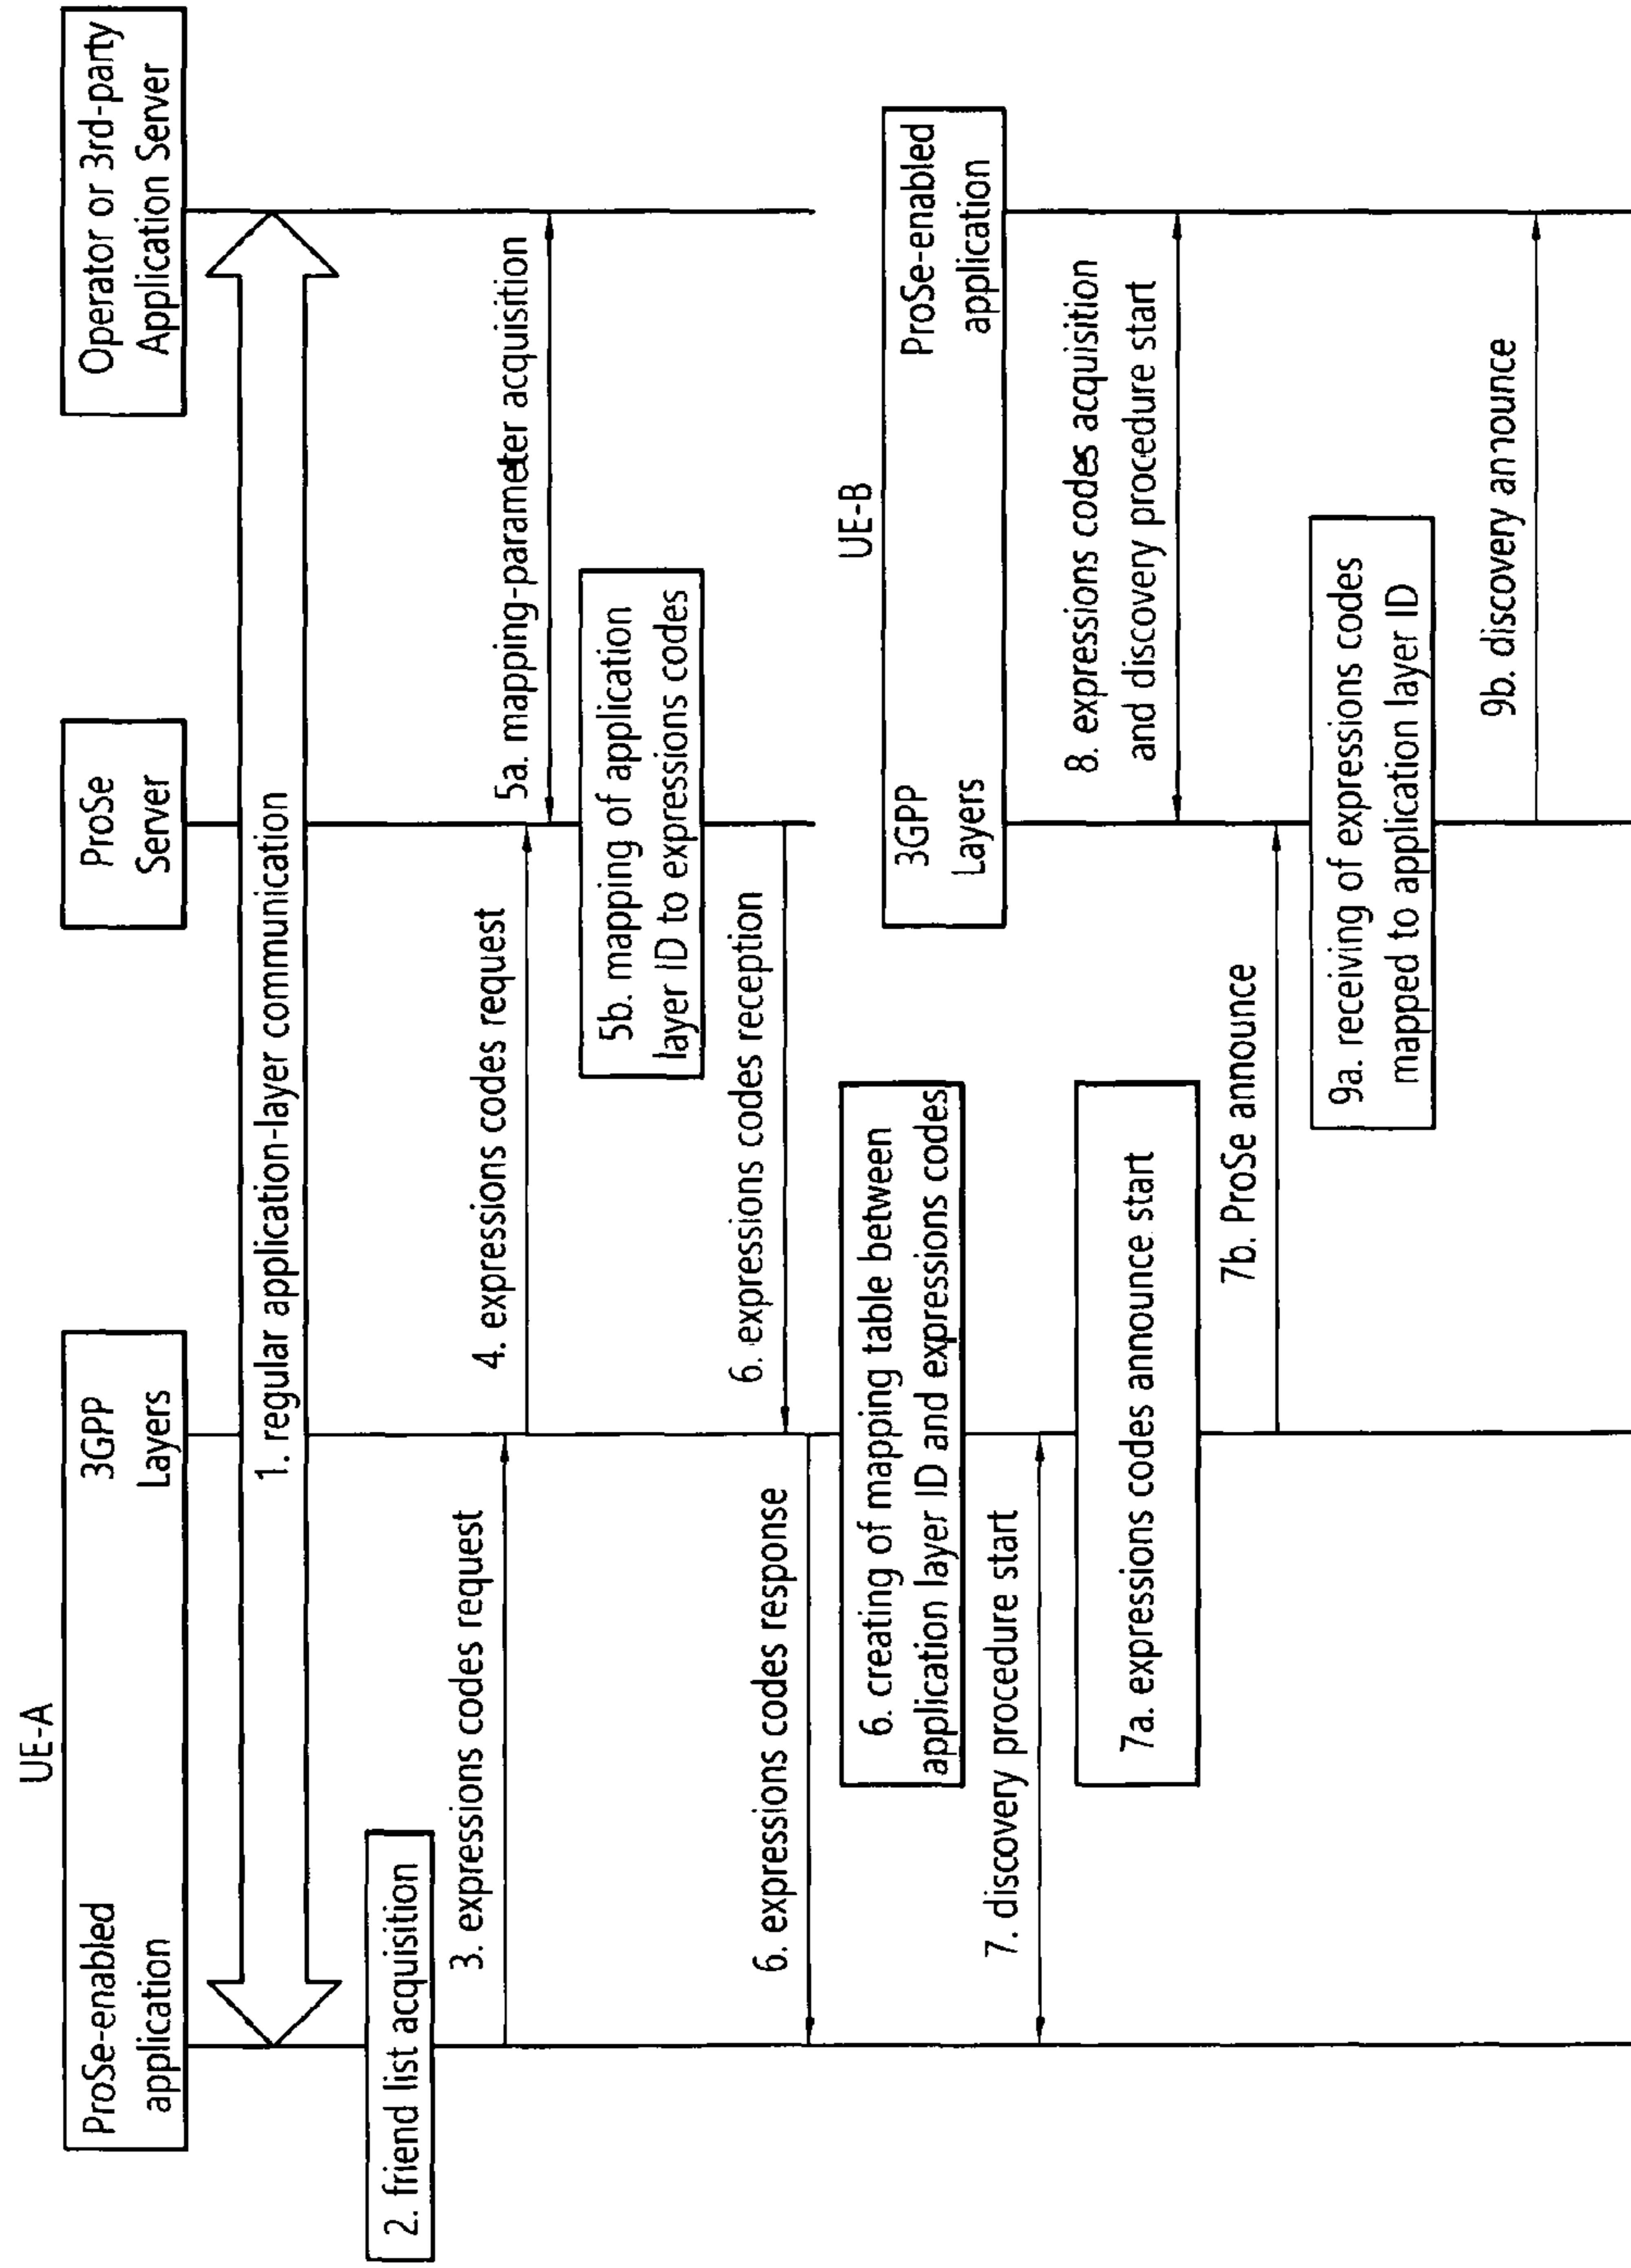 UE-A
ProSe-enabled
application
3GPP
Layers
ProSe
Server
Operator or 3rd-party
Application Server
1. regular application-layer communication
2. friend list acquisition
3. expressions codes request
4. expressions codes request
5a. mapping-parameter acquisition
5b. mapping of application
layer ID to expressions codes
6. expressions codes reception
6. expressions codes response
6. creating of mapping table between
application layer ID and expressions codes
UE-B
3GPP
Layers
ProSe-enabled
application
7. discovery procedure start
7a. expressions codes announce start
8. expressions codes acquisition
and discovery procedure start
7b. ProSe announce
9a. receiving of expressions codes
mapped to application layer ID
9b. discovery announce